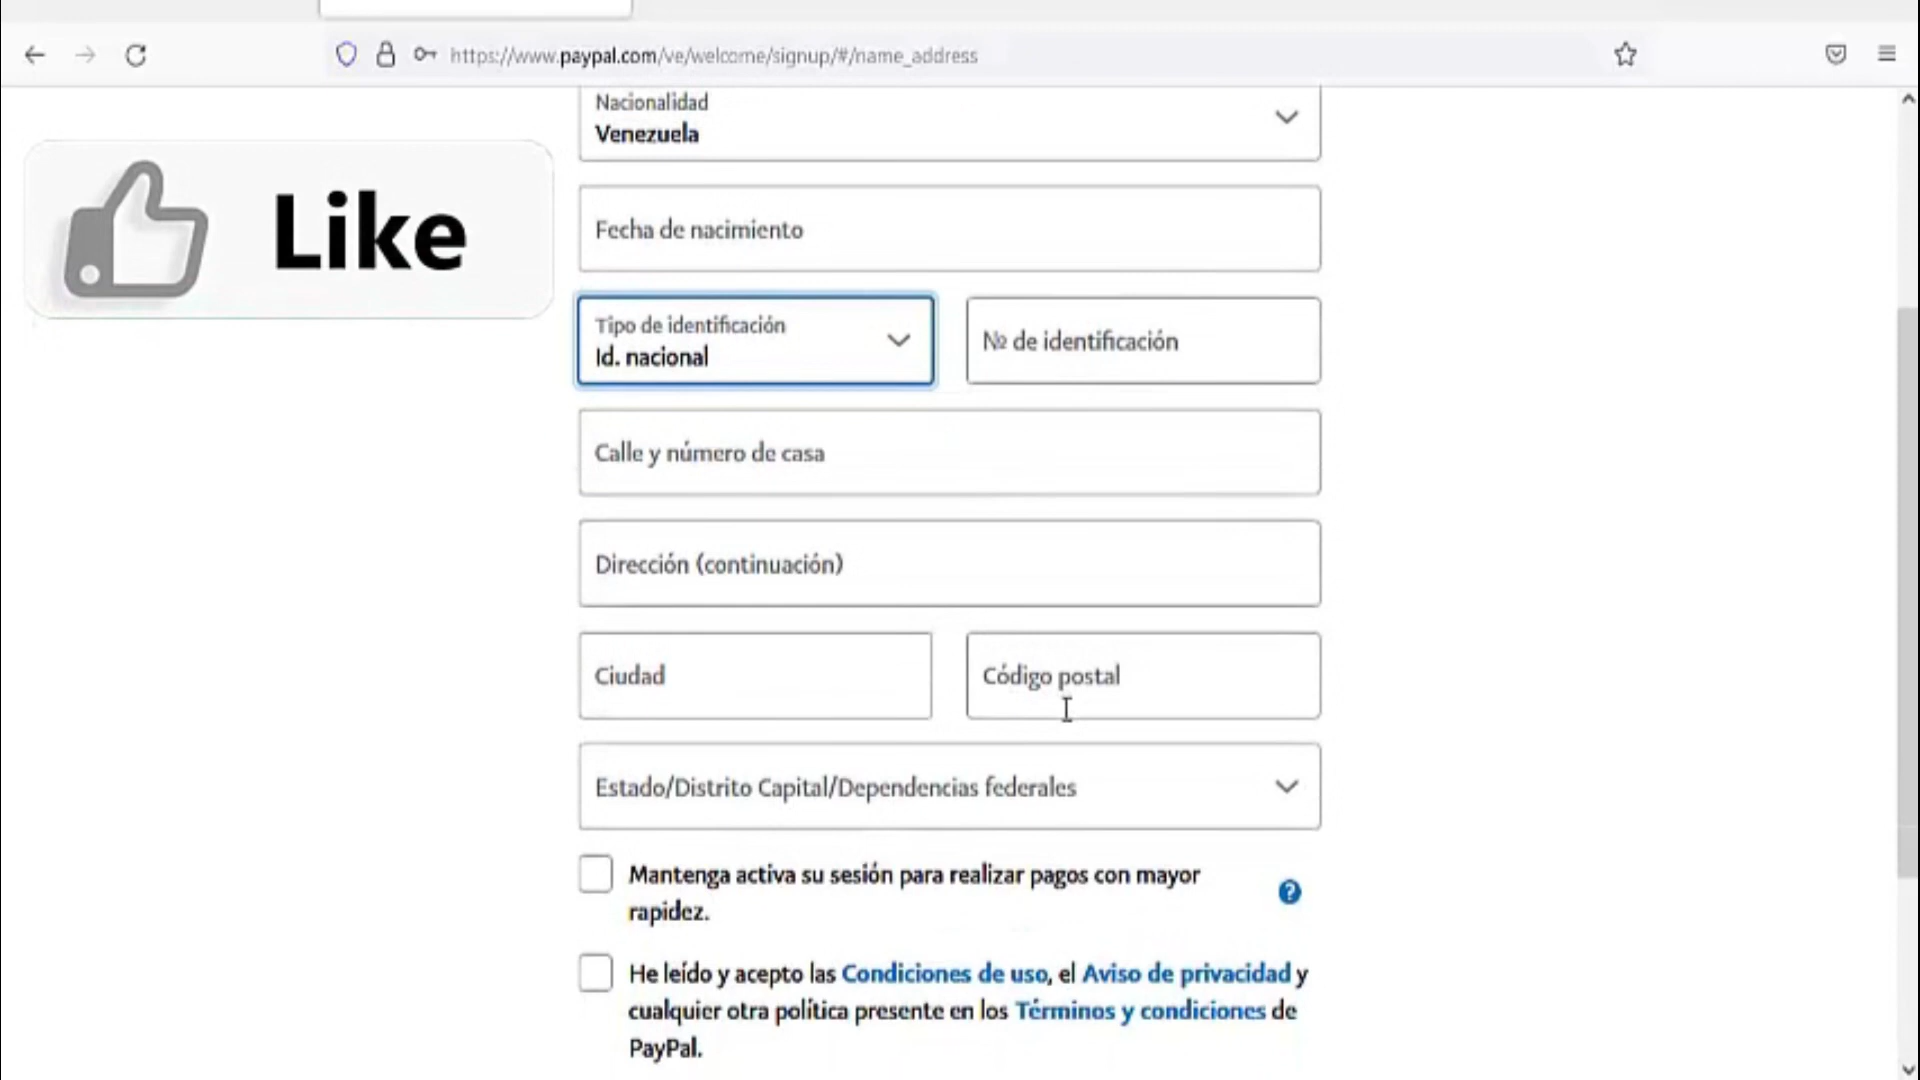 https://www.paypal.com/ve/welcome/signup/#/name_address
Nacionalidad
Venezuela
Like
Fecha de nacimiento
Tipo de identificación
Id. nacional
№ de identificación
Calle y número de casa
Dirección (continuación)
Ciudad
Código postal
Estado/Distrito Capital/Dependencias federales
Mantenga activa su sesión para realizar pagos con mayor
rapidez.
?
He leído y acepto las Condiciones de uso, el Aviso de privacidad y
cualquier otra política presente en los Términos y condiciones de
PayPal.